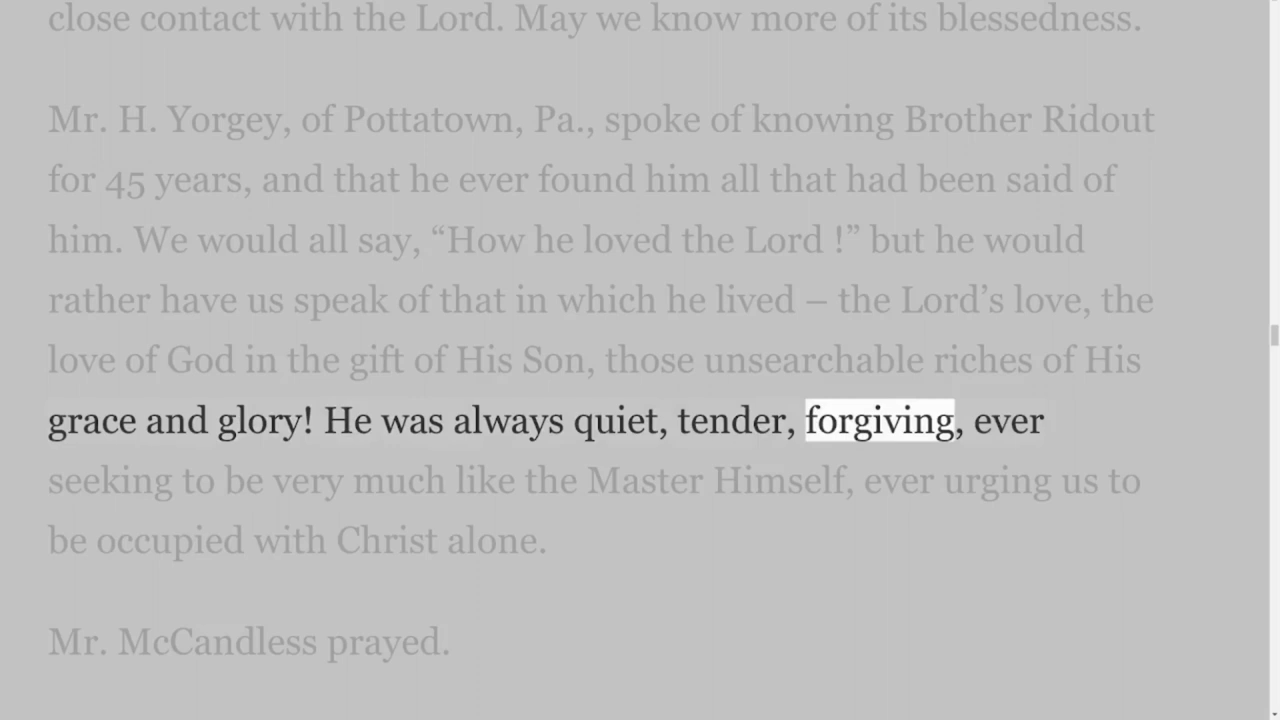 close contact with the Lord. May we know more of its blessedness.
Mr. H. Yorgey, of Pottatown, Pa., spoke of knowing Brother Ridout
for 45 years, and that he ever found him all that had been said of
him. We would all say, “How he loved the Lord !” but he would
rather have us speak of that in which he lived – the Lord’s love, the
love of God in the gift of His Son, those unsearchable riches of His
grace and glory! He was always quiet, tender, forgiving, ever
seeking to be very much like the Master Himself, ever urging us to
be occupied with Christ alone.
Mr. McCandless prayed.